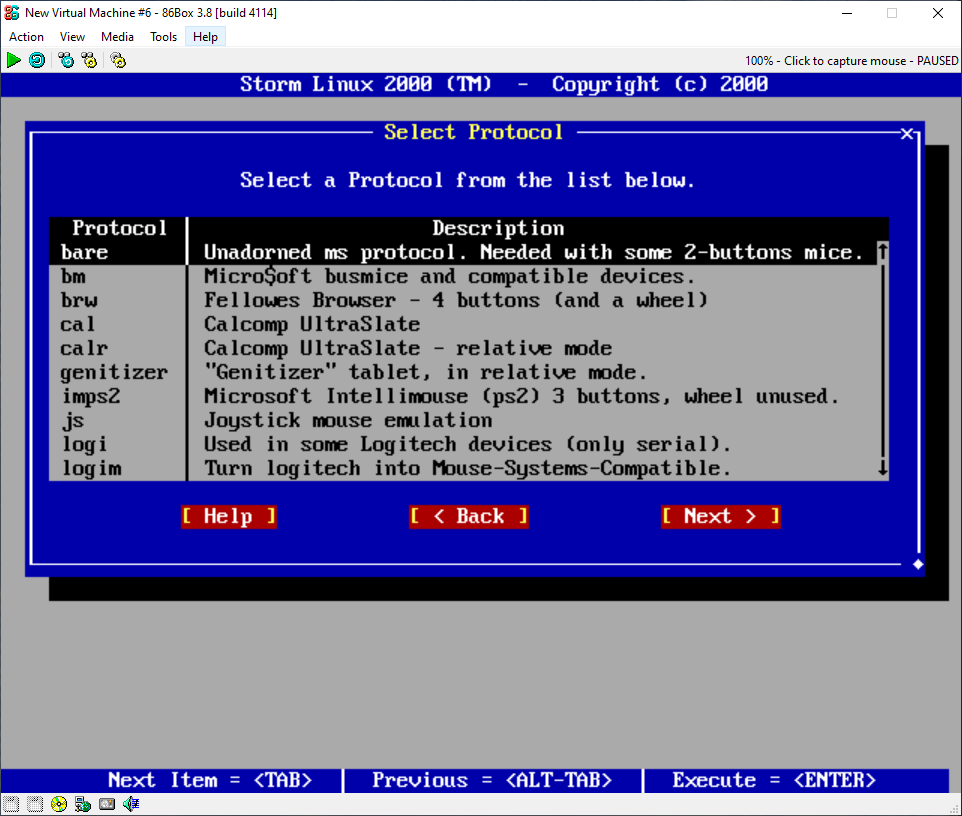 New Virtual Machine #6 - 86Box 3.8 [build 4114]
Action View Media Tools Help
100% - Click to capture mouse - PAUSED
Storm Linux 2000 (TM) - Copyright (c) 2000
Select Protocol
Select a Protocol from the list below.
Protocol Description
bare Unadorned ms protocol. Needed with some 2-buttons mice.
bm Micro$oft busmice and compatible devices.
brw Fellowes Browser - 4 buttons (and a wheel)
cal Calcomp UltraSlate
calr Calcomp UltraSlate - relative mode
genitizer "Genitizer" tablet, in relative mode.
imps2 Microsoft Intellimouse (ps2) 3 buttons, wheel unused.
js Joystick mouse emulation
logi Used in some Logitech devices (only serial).
logim Turn logitech into Mouse-Systems-Compatible.
[ Help ] [ < Back ] [ Next > ]
Next Item = <TAB> Previous = <ALT-TAB> Execute = <ENTER>